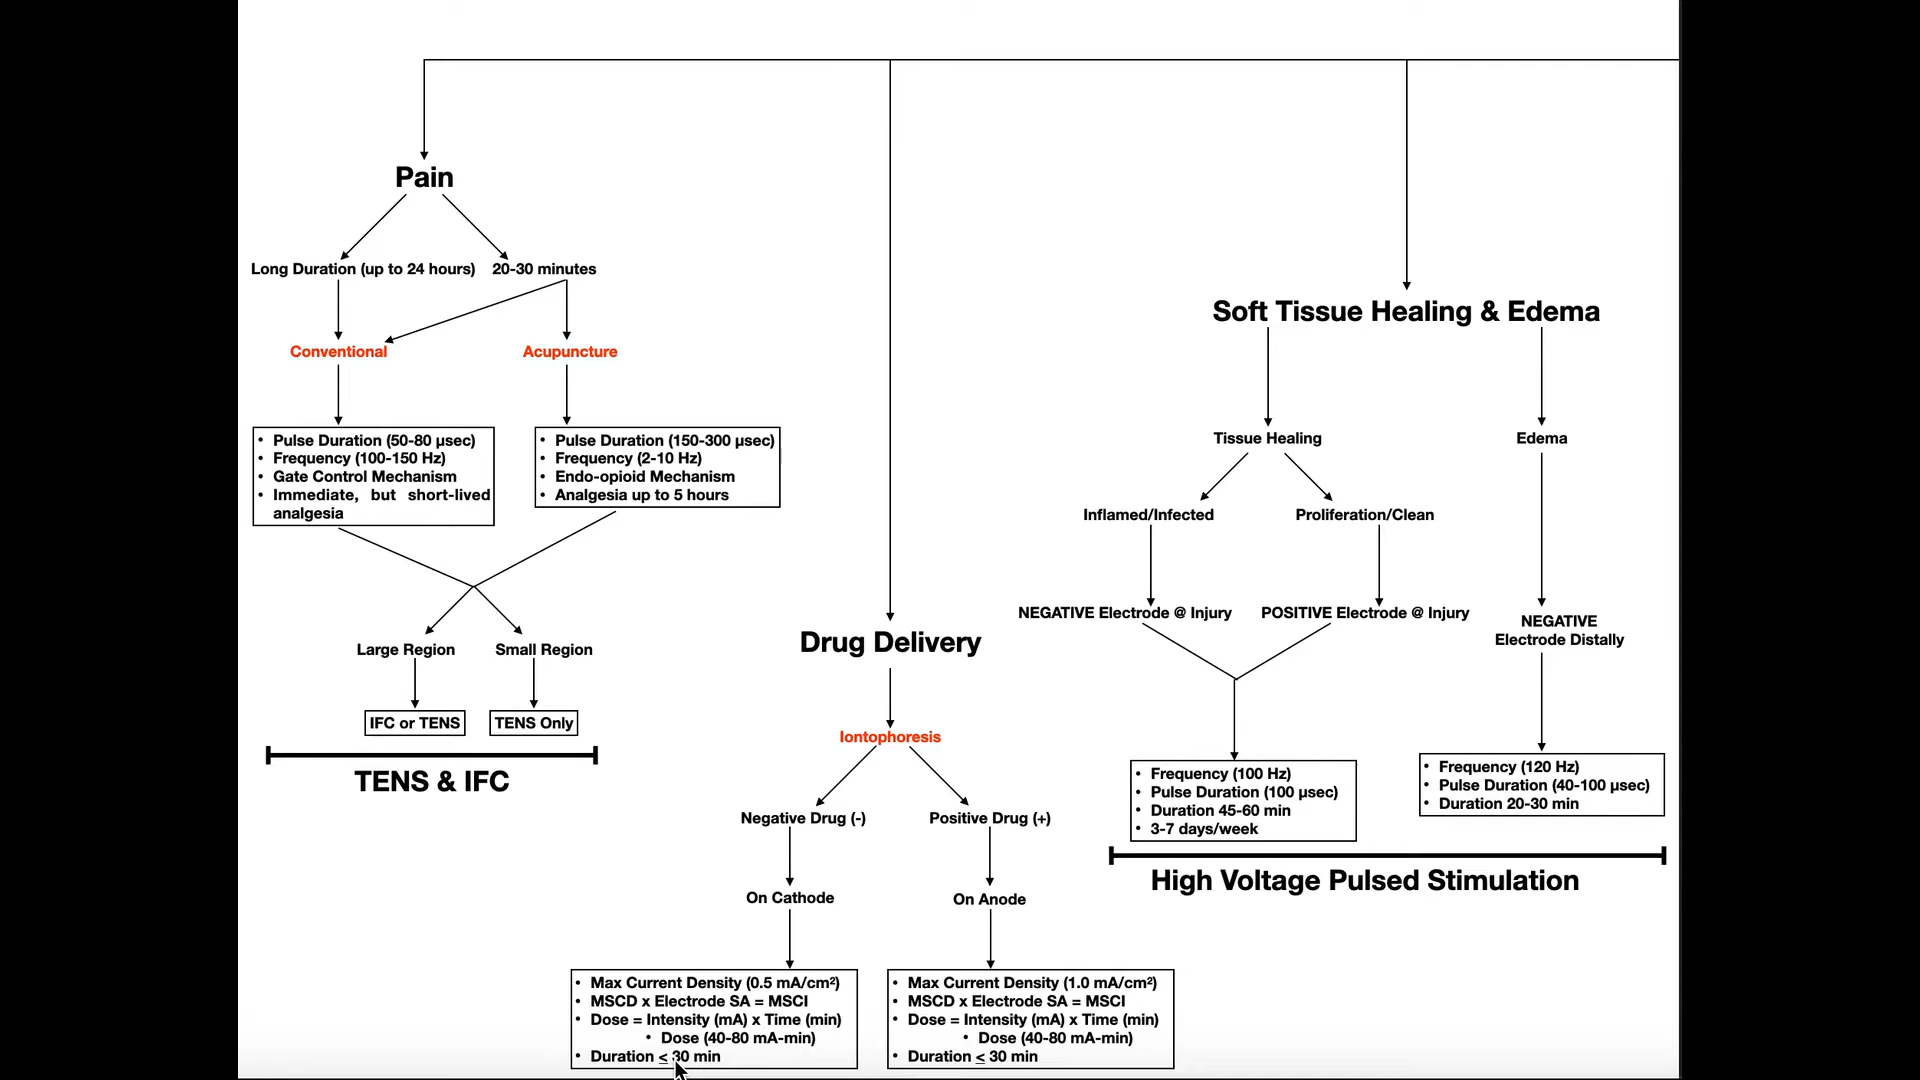 Pain
Long Duration (up to 24 hours)
20-30 minutes
Conventional
Acupuncture
• Pulse Duration (50-80 µsec)
• Frequency (100-150 Hz)
• Gate Control Mechanism
• Immediate, but short-lived
analgesia
• Pulse Duration (150-300 µsec)
• Frequency (2-10 Hz)
• Endo-opioid Mechanism
• Analgesia up to 5 hours
Large Region
Small Region
IFC or TENS
TENS Only
TENS & IFC
Drug Delivery
Iontophoresis
Negative Drug (-)
Positive Drug (+)
On Cathode
On Anode
• Max Current Density (0.5 mA/cm²)
• MSCD x Electrode SA = MSCI
• Dose = Intensity (mA) x Time (min)
• Dose (40-80 mA-min)
• Duration ≤ 30 min
• Max Current Density (1.0 mA/cm²)
• MSCD x Electrode SA = MSCI
• Dose = Intensity (mA) x Time (min)
• Dose (40-80 mA-min)
• Duration ≤ 30 min
Soft Tissue Healing & Edema
Tissue Healing
Edema
Inflamed/Infected
Proliferation/Clean
NEGATIVE Electrode @ Injury
POSITIVE Electrode @ Injury
NEGATIVE
Electrode Distally
• Frequency (100 Hz)
• Pulse Duration (100 µsec)
• Duration 45-60 min
• 3-7 days/week
• Frequency (120 Hz)
• Pulse Duration (40-100 µsec)
• Duration 20-30 min
High Voltage Pulsed Stimulation